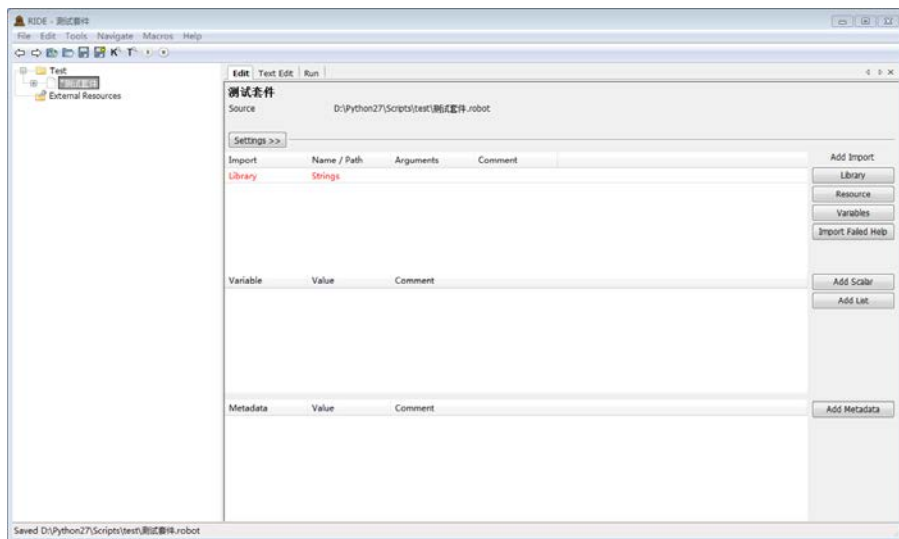 RIDE - 测试套件
File Edit Tools Navigate Macros Help
Test
测试套件
External Resources
Edit Text Edit Run
测试套件
Source D:\Python27\Scripts\test\测试套件.robot
Settings >>
Import Name / Path Arguments Comment
Library Strings
Add Import
Library
Resource
Variables
Import Failed Help
Variable Value Comment
Add Scalar
Add List
Metadata Value Comment
Add Metadata
Saved D:\Python27\Scripts\test\测试套件.robot